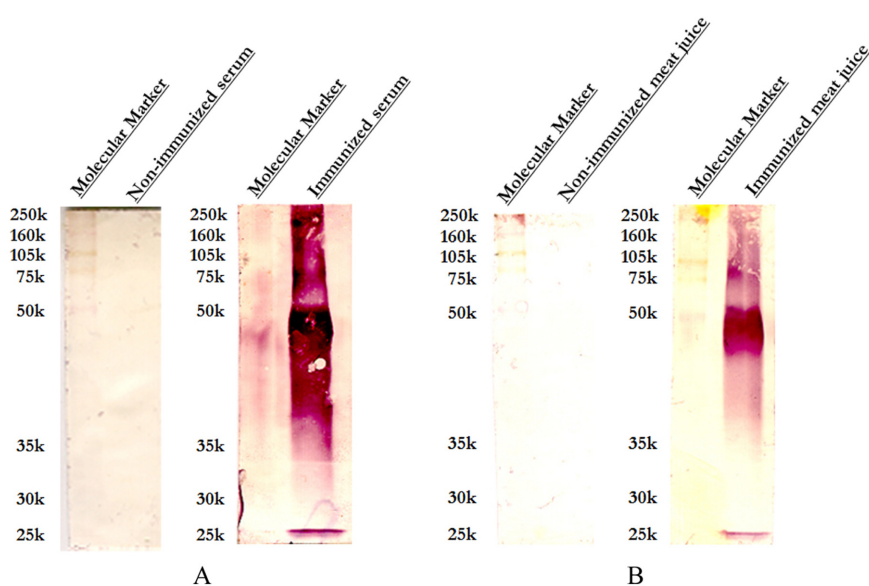 Molecular Marker
Non-immunized serum
Molecular Marker
Immunized serum
Molecular Marker
Non-immunized meat juice
Molecular Marker
Immunized meat juice
250k
160k
105k
75k
50k
35k
30k
25k
250k
160k
105k
75k
50k
35k
30k
25k
250k
160k
105k
75k
50k
35k
30k
25k
250k
160k
105k
75k
50k
35k
30k
25k
A
B